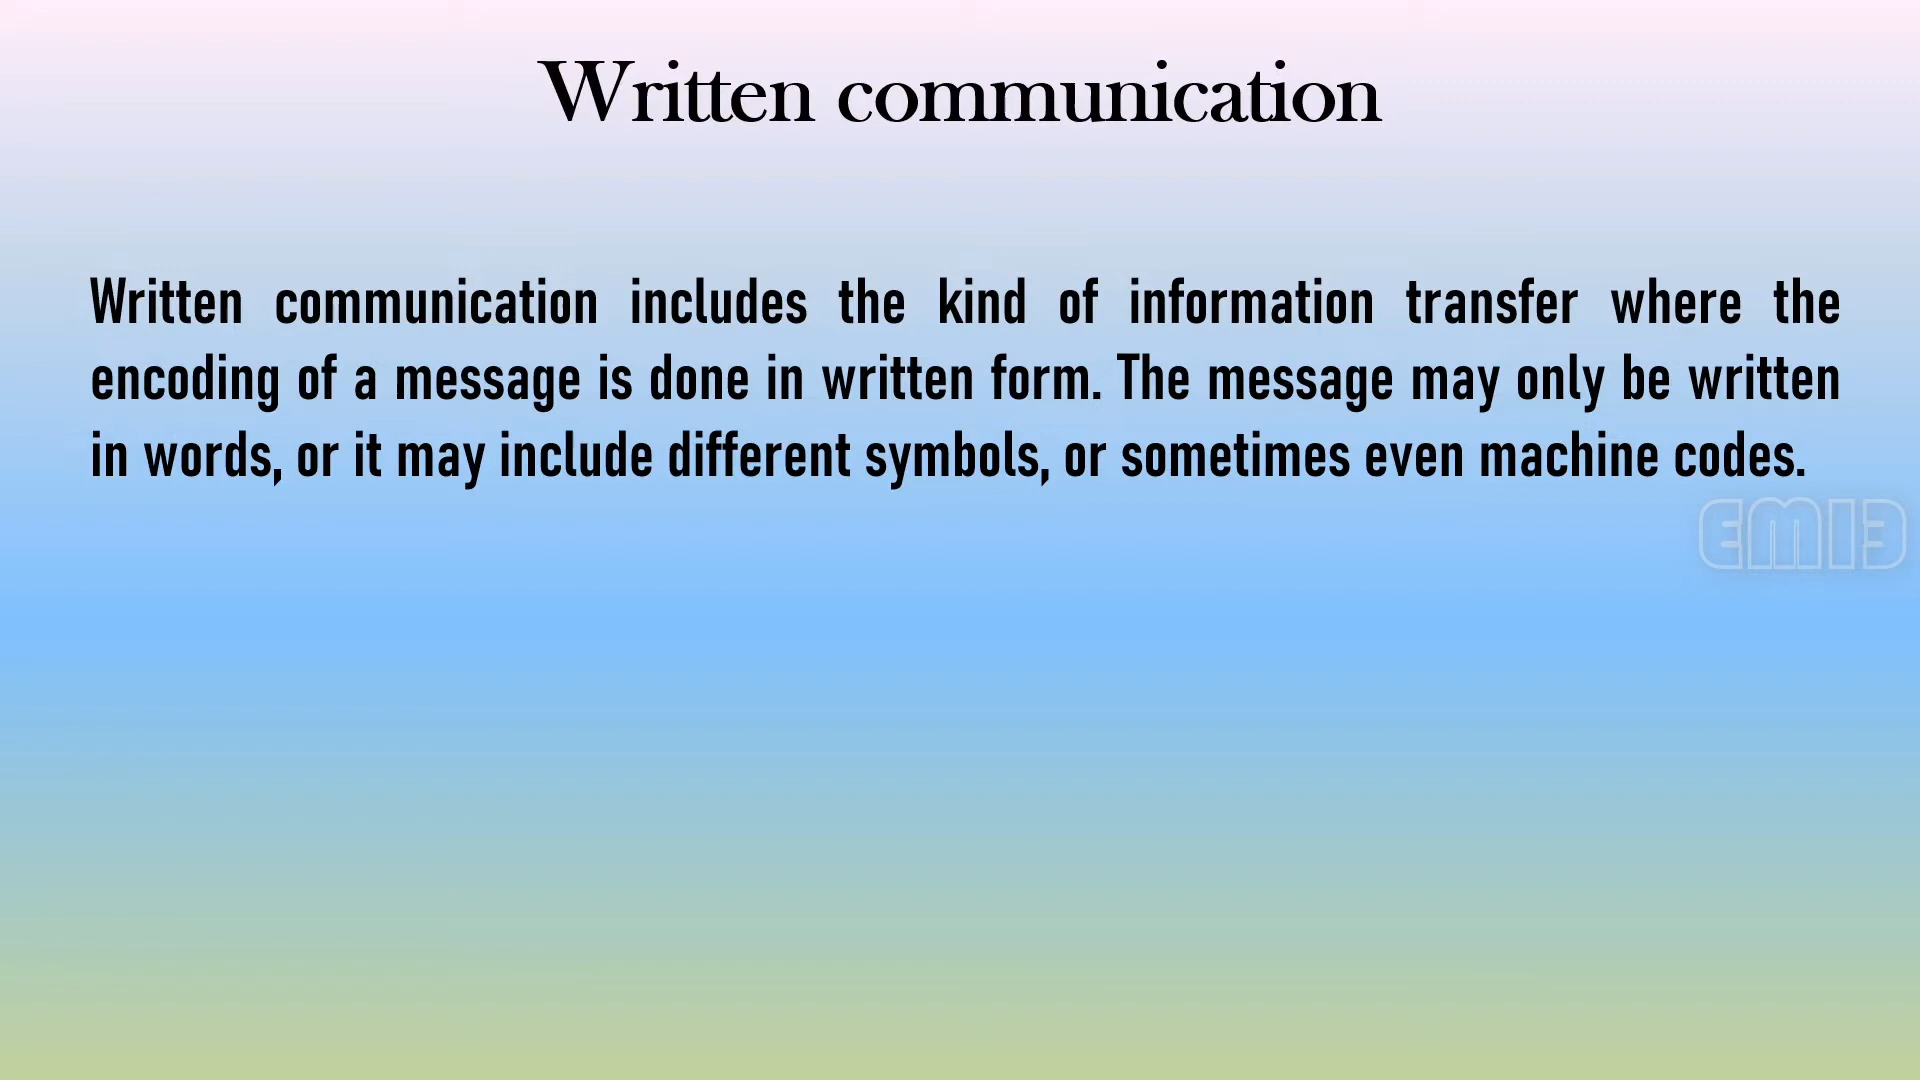 Written communication
Written communication includes the kind of information transfer where the
encoding of a message is done in written form. The message may only be written
in words, or it may include different symbols, or sometimes even machine codes.